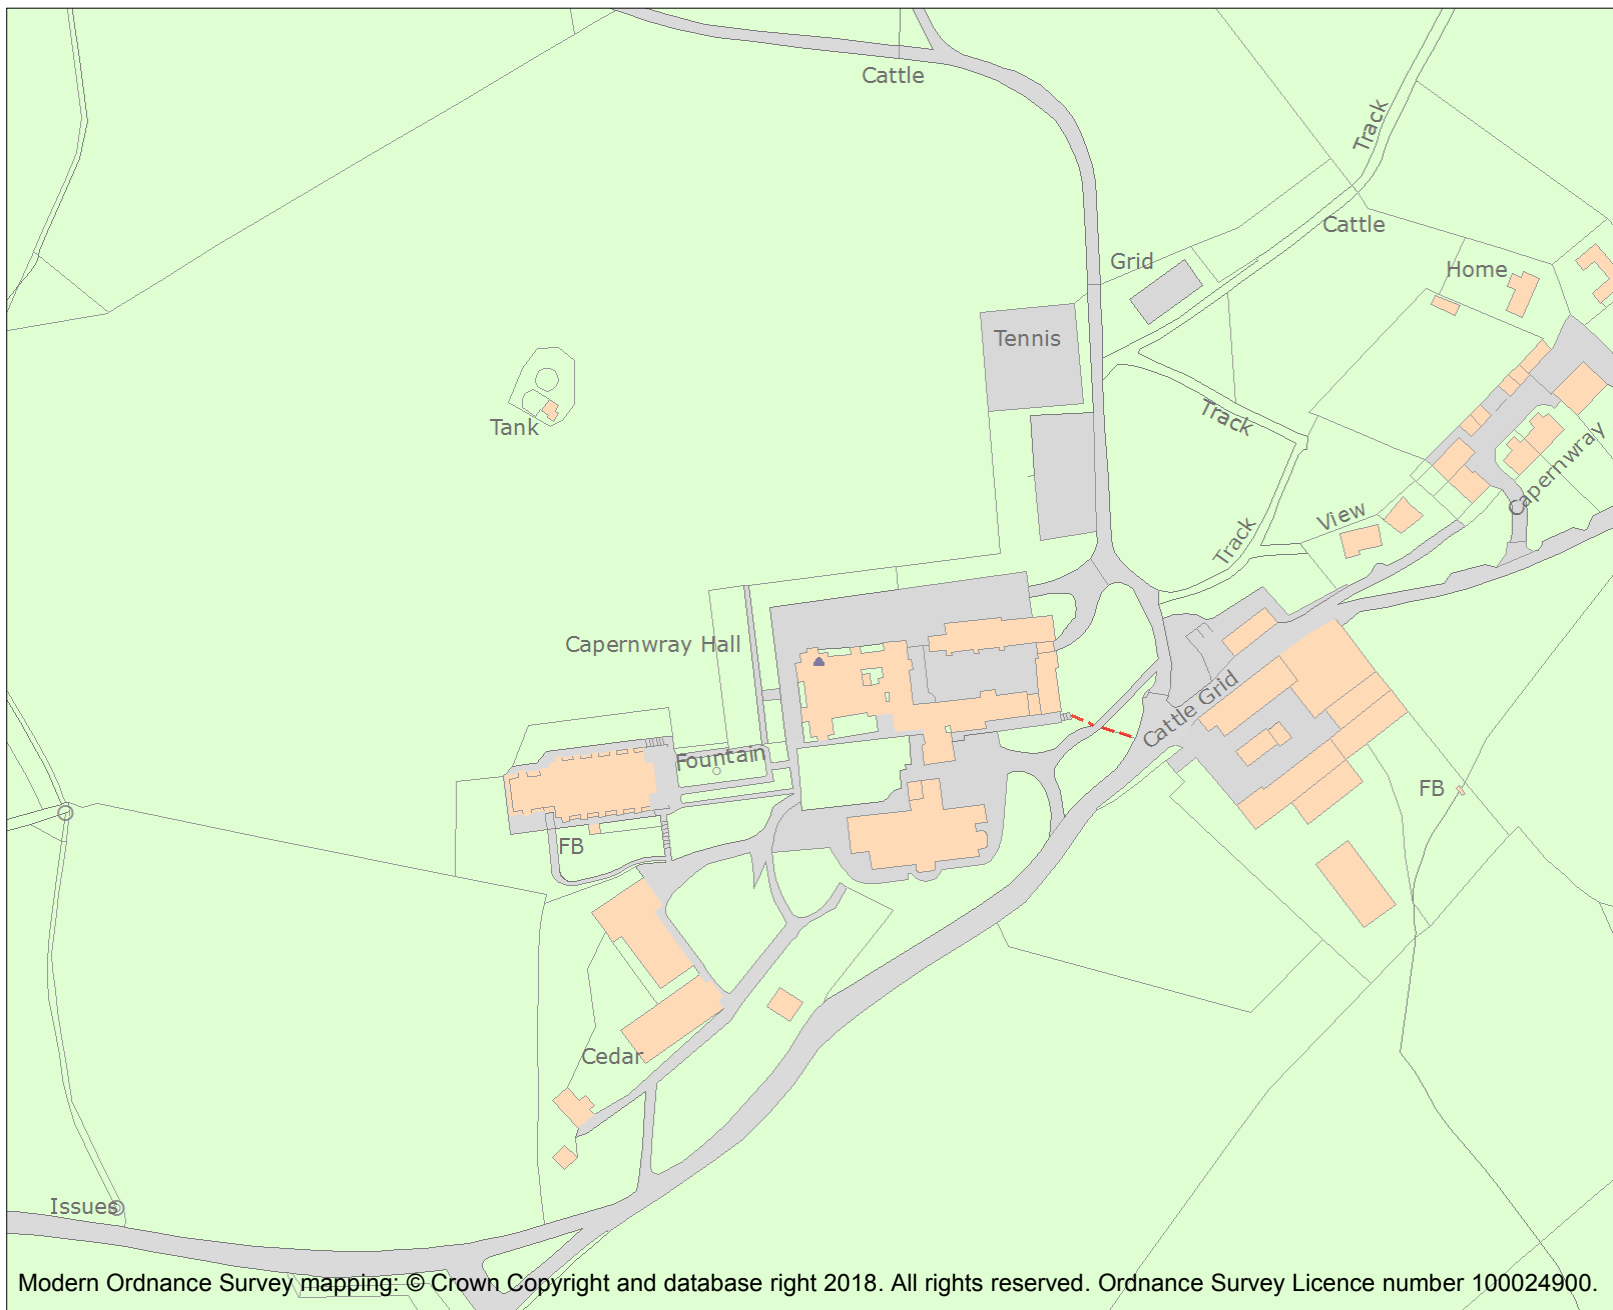 Cattle
Track
Cattle
Grid
Home
Tennis
Track
Tank
Capernwray
View
Track
Capernwray Hall
Cattle Grid
Fountain
FB
FB
Cedar
Issues
Modern Ordnance Survey mapping: © Crown Copyright and database right 2018. All rights reserved. Ordnance Survey Licence number 100024900.